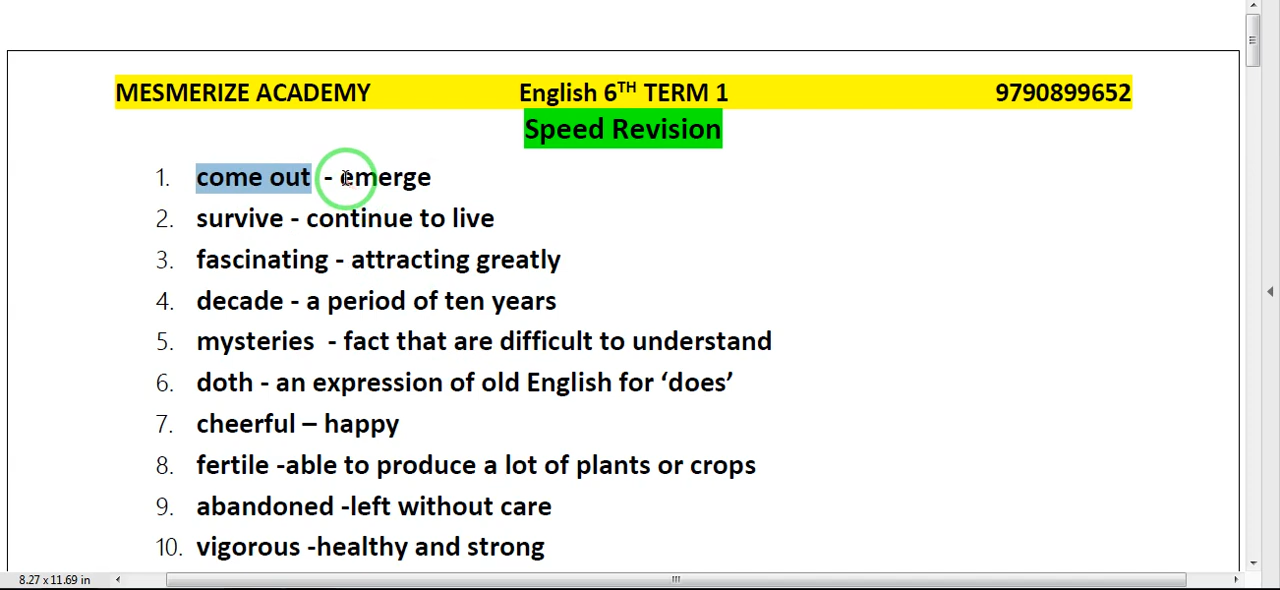 MESMERIZE ACADEMY English 6TH TERM 1 9790899652
Speed Revision
1. come out - emerge
2. survive - continue to live
3. fascinating - attracting greatly
4. decade - a period of ten years
5. mysteries - fact that are difficult to understand
6. doth - an expression of old English for ‘does’
7. cheerful – happy
8. fertile -able to produce a lot of plants or crops
9. abandoned -left without care
10. vigorous -healthy and strong
8.27 x 11.69 in